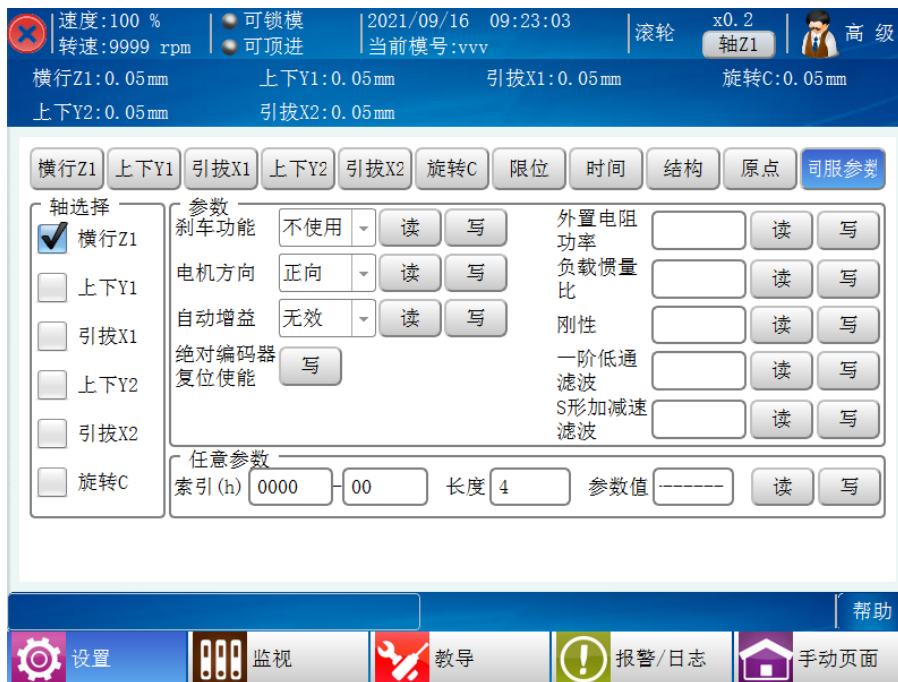 速度:100 % 可锁模 2021/09/16 09:23:03 滚轮 x0.2 高 级
转速:9999 rpm 可顶进 当前模号:vvv 轴Z1
横行Z1:0.05mm 上下Y1:0.05mm 引拔X1:0.05mm 旋转C:0.05mm
上下Y2:0.05mm 引拔X2:0.05mm
横行Z1 上下Y1 引拔X1 上下Y2 引拔X2 旋转C 限位 时间 结构 原点 司服参数
轴选择
横行Z1
上下Y1
引拔X1
上下Y2
引拔X2
旋转C
参数
刹车功能 不使用 读 写
电机方向 正向 读 写
自动增益 无效 读 写
绝对编码器
复位使能 写
外置电阻
功率 读 写
负载惯量
比 读 写
刚性 读 写
一阶低通
滤波 读 写
S形加减速
滤波 读 写
任意参数
索引(h) 0000 - 00 长度 4 参数值 ------- 读 写
帮助
设置 监视 教导 报警/日志 手动页面